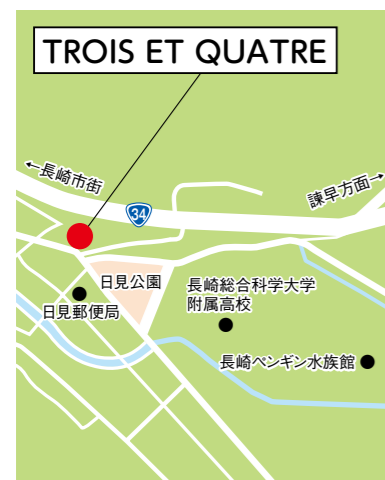 TROIS ET QUATRE
←長崎市街
諫早方面→
34
日見公園
長崎総合科学大学
附属高校
日見郵便局
長崎ペンギン水族館